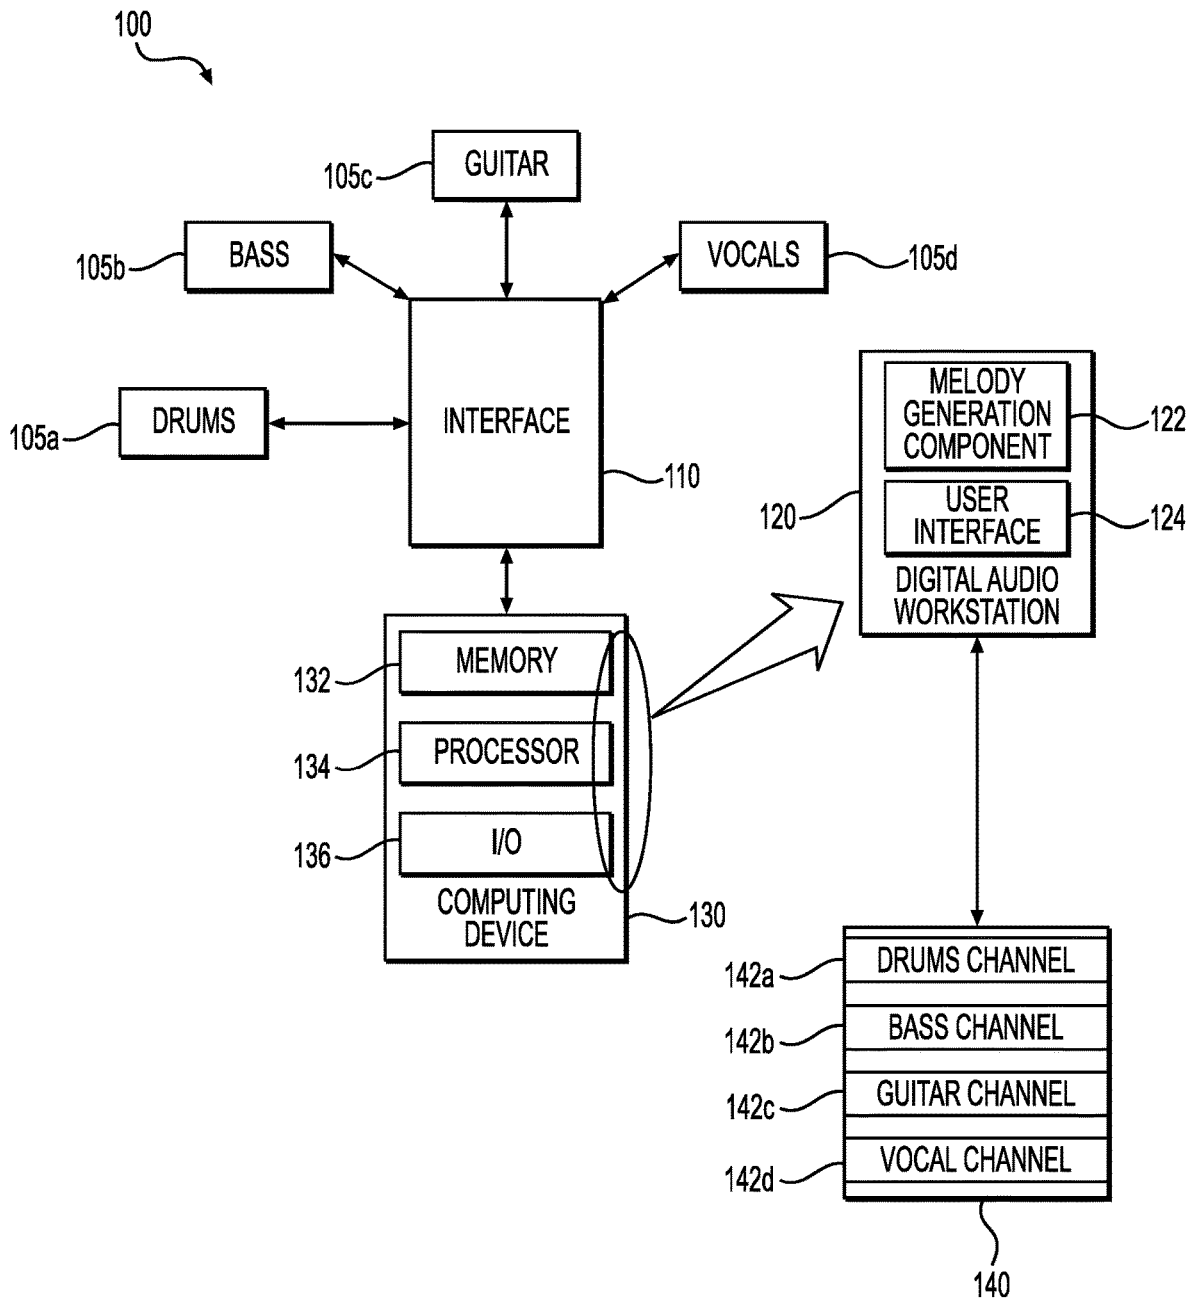 100
GUITAR
105c
BASS
105b
VOCALS
105d
DRUMS
105a
INTERFACE
110
MELODY
GENERATION
COMPONENT
122
120
USER
INTERFACE
124
DIGITAL AUDIO
WORKSTATION
MEMORY
132
PROCESSOR
134
I/O
136
COMPUTING
DEVICE
130
DRUMS CHANNEL
142a
BASS CHANNEL
142b
GUITAR CHANNEL
142c
VOCAL CHANNEL
142d
140